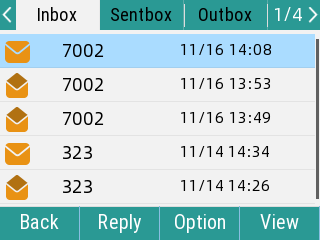 Inbox Sentbox Outbox 1/4
7002 11/16 14:08
7002 11/16 13:53
7002 11/16 13:49
323 11/14 14:34
323 11/14 14:26
Back Reply Option View